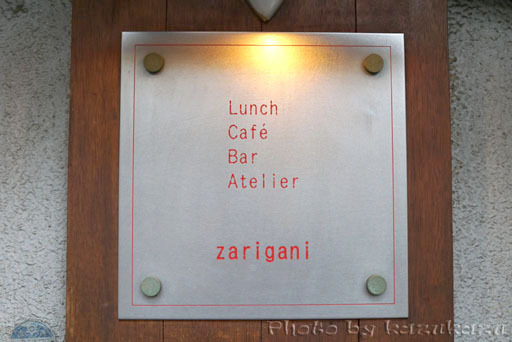 Lunch
Café
Bar
Atelier
zarigani
Photo by kazukazu